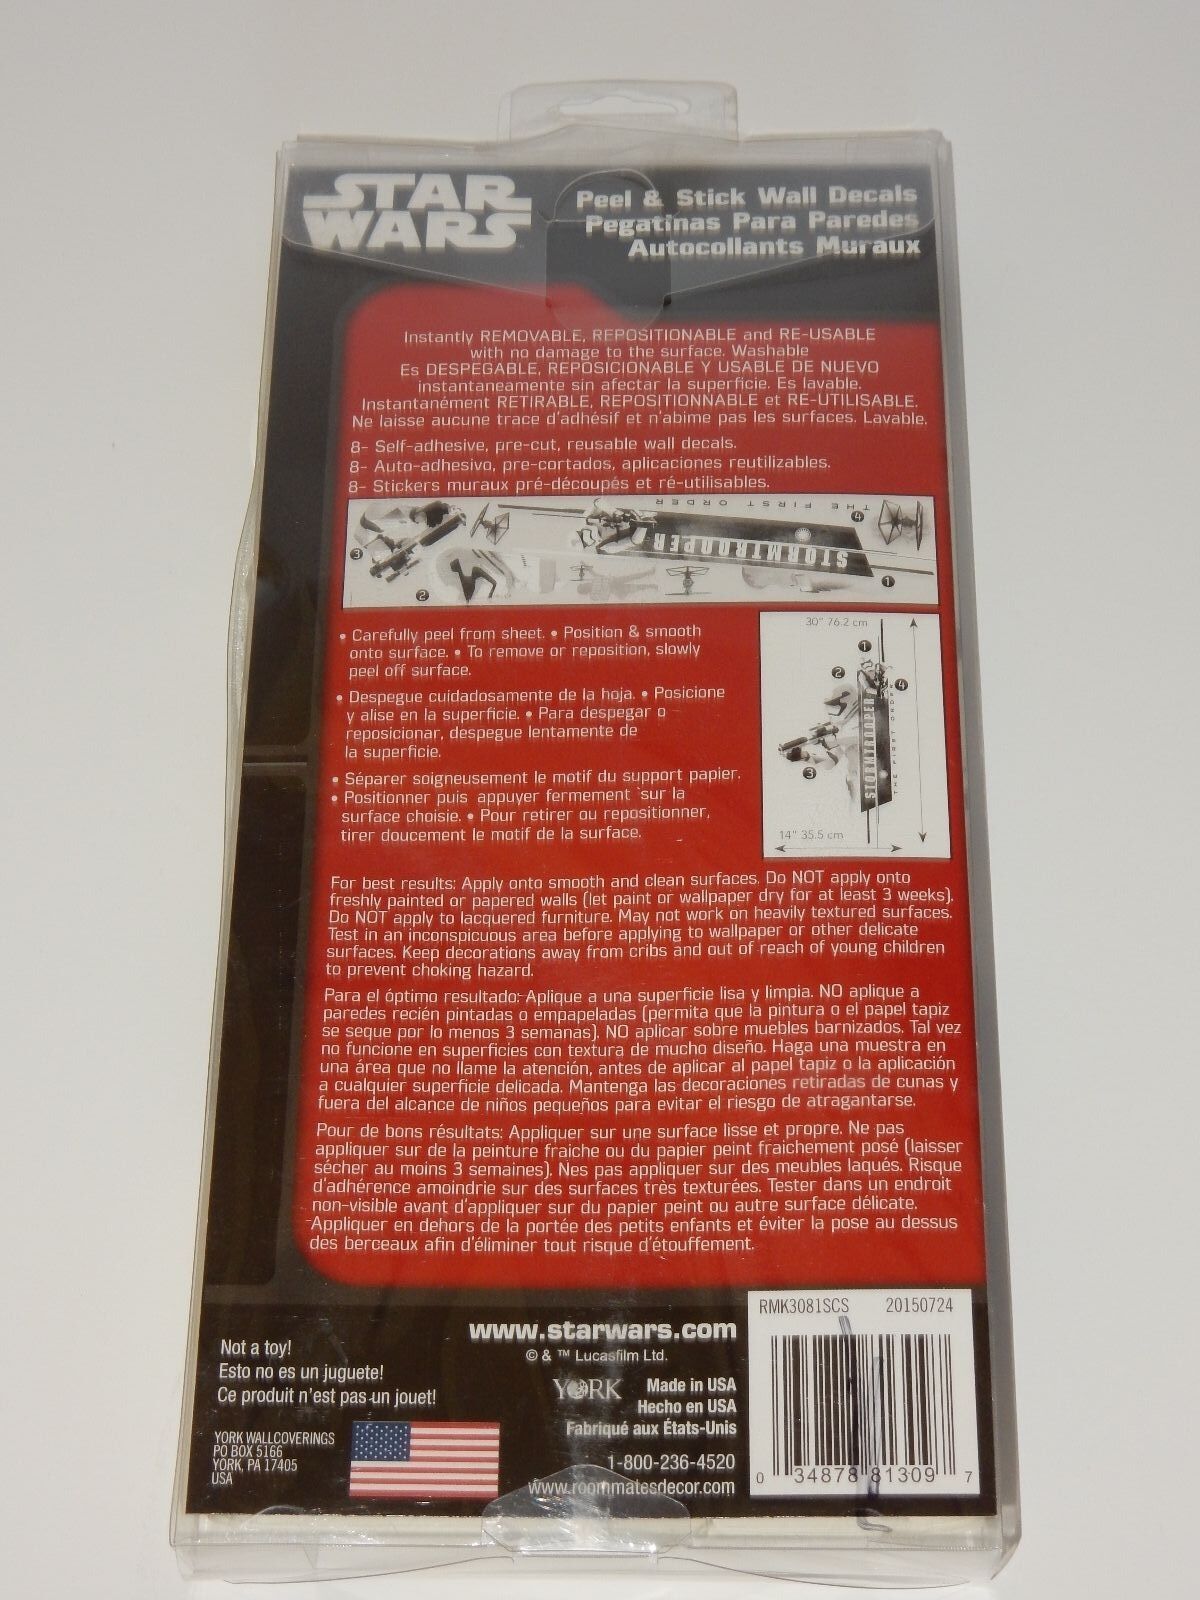 STAR
WARS
Peel & Stick Wall Decals
Pegatinas Para Paredes
Autocollants Muraux
Instantly REMOVABLE, REPOSITIONABLE and RE-USABLE
with no damage to the surface. Washable
Es DESPEGABLE, REPOSICIONABLE Y USABLE DE NUEVO
instantaneamente sin afectar la superficie. Es lavable.
Instantanément RETIRABLE, REPOSITIONNABLE et RE-UTILISABLE.
Ne laisse aucune trace d'adhésif et n'abime pas les surfaces. Lavable.
8- Self-adhesive, pre-cut, reusable wall decals.
8- Auto-adhesivo, pre-cortados, aplicaciones reutilizables.
8- Stickers muraux pré-découpés et ré-utilisables.
THE FIRST ORDER
STORMTROOPER
4
3
2
1
• Carefully peel from sheet. • Position & smooth
onto surface. • To remove or reposition, slowly
peel off surface.
• Despegue cuidadosamente de la hoja. • Posicione
y alise en la superficie. • Para despegar o
reposicionar, despegue lentamente de
la superficie.
• Séparer soigneusement le motif du support papier.
• Positionner puis appuyer fermement sur la
surface choisie. • Pour retirer ou repositionner,
tirer doucement le motif de la surface.
30" 76.2 cm
1
2
4
3
STORMTROOPER
THE FIRST ORDER
14" 35.5 cm
For best results: Apply onto smooth and clean surfaces. Do NOT apply onto
freshly painted or papered walls (let paint or wallpaper dry for at least 3 weeks).
Do NOT apply to lacquered furniture. May not work on heavily textured surfaces.
Test in an inconspicuous area before applying to wallpaper or other delicate
surfaces. Keep decorations away from cribs and out of reach of young children
to prevent choking hazard.
Para el óptimo resultado: Aplique a una superficie lisa y limpia. NO aplique a
paredes recién pintadas o empapeladas (permita que la pintura o el papel tapiz
se seque por lo menos 3 semanas). NO aplicar sobre muebles barnizados. Tal vez
no funcione en superficies con textura de mucho diseño. Haga una muestra en
una área que no llame la atención, antes de aplicar al papel tapiz o la aplicación
a cualquier superficie delicada. Mantenga las decoraciones retiradas de cunas y
fuera del alcance de niños pequeños para evitar el riesgo de atragantarse.
Pour de bons résultats: Appliquer sur une surface lisse et propre. Ne pas
appliquer sur de la peinture fraiche ou du papier peint fraichement posé (laisser
sécher au moins 3 semaines). Nes pas appliquer sur des meubles laqués. Risque
d'adhérence amoindrie sur des surfaces très texturées. Tester dans un endroit
non-visible avant d'appliquer sur du papier peint ou autre surface délicate.
Appliquer en dehors de la portée des petits enfants et éviter la pose au dessus
des berceaux afin d'éliminer tout risque d'étouffement.
Not a toy!
Esto no es un juguete!
Ce produit n'est pas un jouet!
YORK WALLCOVERINGS
PO BOX 5166
YORK, PA 17405
USA
www.starwars.com
© & ™ Lucasfilm Ltd.
YORK
Made in USA
Hecho en USA
Fabriqué aux États-Unis
1-800-236-4520
www.roommatesdecor.com
RMK3081SCS 20150724
0 34878 81309 7